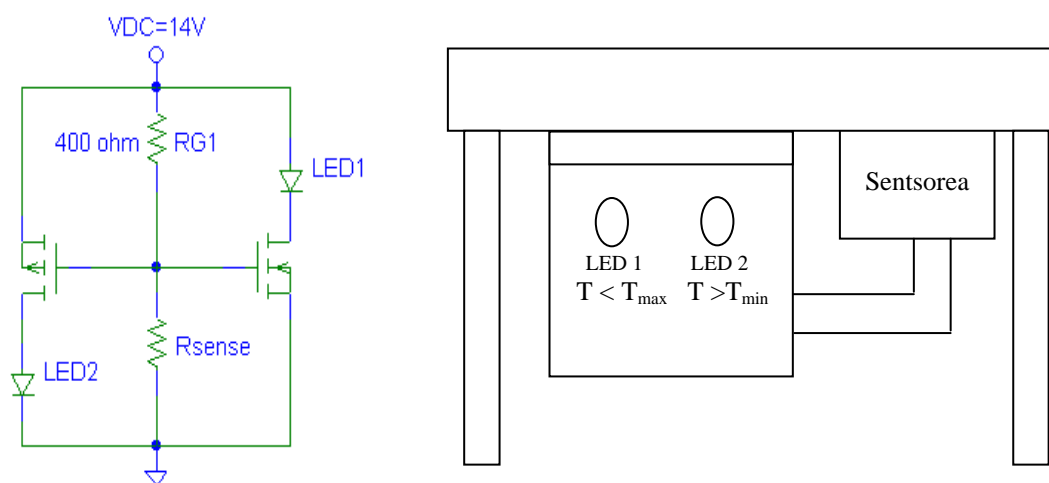 VDC=14V
400 ohm RG1
LED1
Rsense
LED2
Sentsorea
LED 1 LED 2
T < Tmax T >Tmin